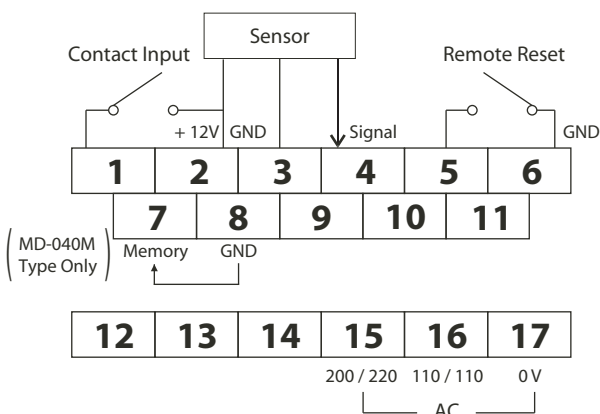 Sensor
Contact Input
Remote Reset
+ 12V GND
Signal
GND
1 2 3 4 5 6
7 8 9 10 11
MD-040M
Type Only
Memory GND
12 13 14 15 16 17
200 / 220 110 / 110 0 V
AC